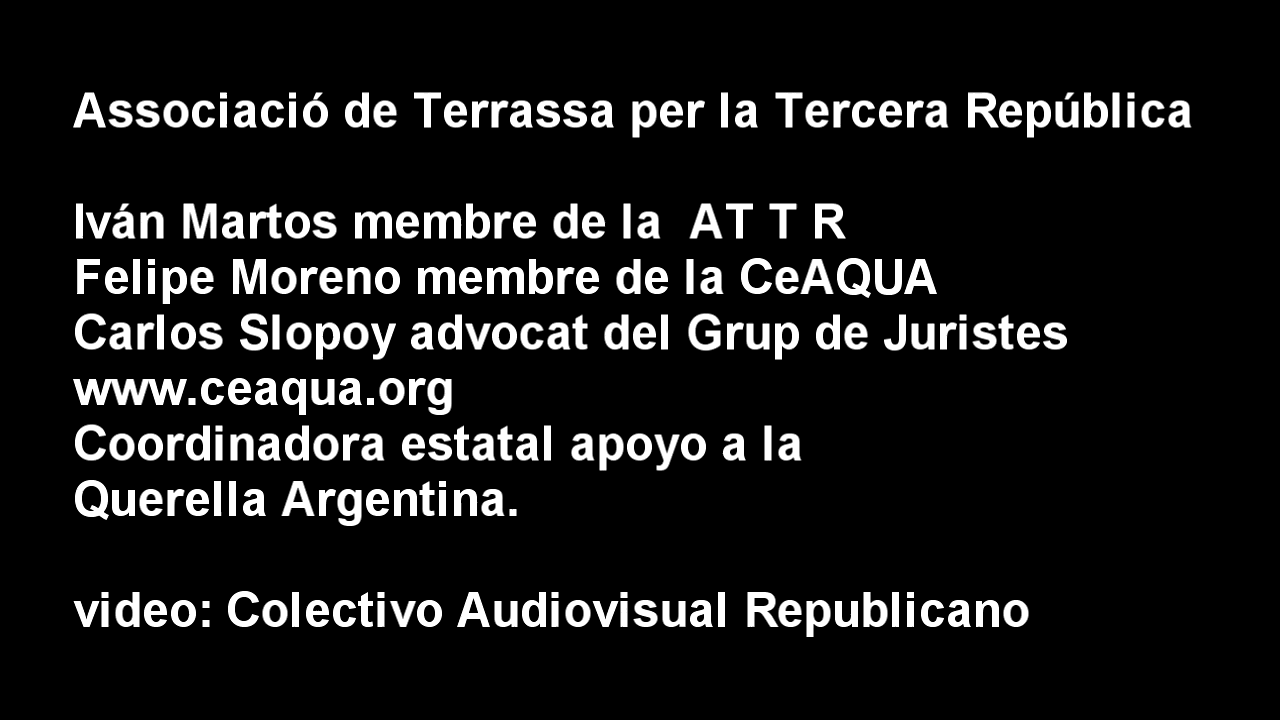 Associació de Terrassa per la Tercera República
Iván Martos membre de la AT T R
Felipe Moreno membre de la CeAQUA
Carlos Slopoy advocat del Grup de Juristes
www.ceaqua.org
Coordinadora estatal apoyo a la
Querella Argentina.
video: Colectivo Audiovisual Republicano